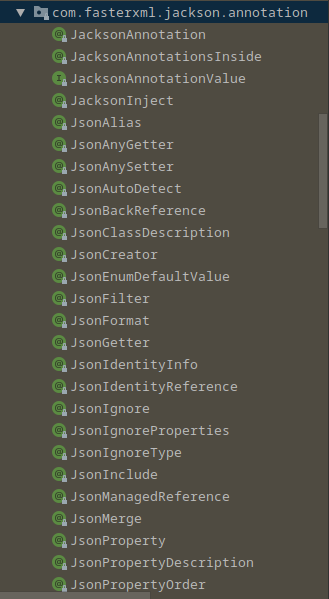 com.fasterxml.jackson.annotation
JacksonAnnotation
JacksonAnnotationsInside
JacksonAnnotationValue
JacksonInject
JsonAlias
JsonAnyGetter
JsonAnySetter
JsonAutoDetect
JsonBackReference
JsonClassDescription
JsonCreator
JsonEnumDefaultValue
JsonFilter
JsonFormat
JsonGetter
JsonIdentityInfo
JsonIdentityReference
JsonIgnore
JsonIgnoreProperties
JsonIgnoreType
JsonInclude
JsonManagedReference
JsonMerge
JsonProperty
JsonPropertyDescription
JsonPropertyOrder